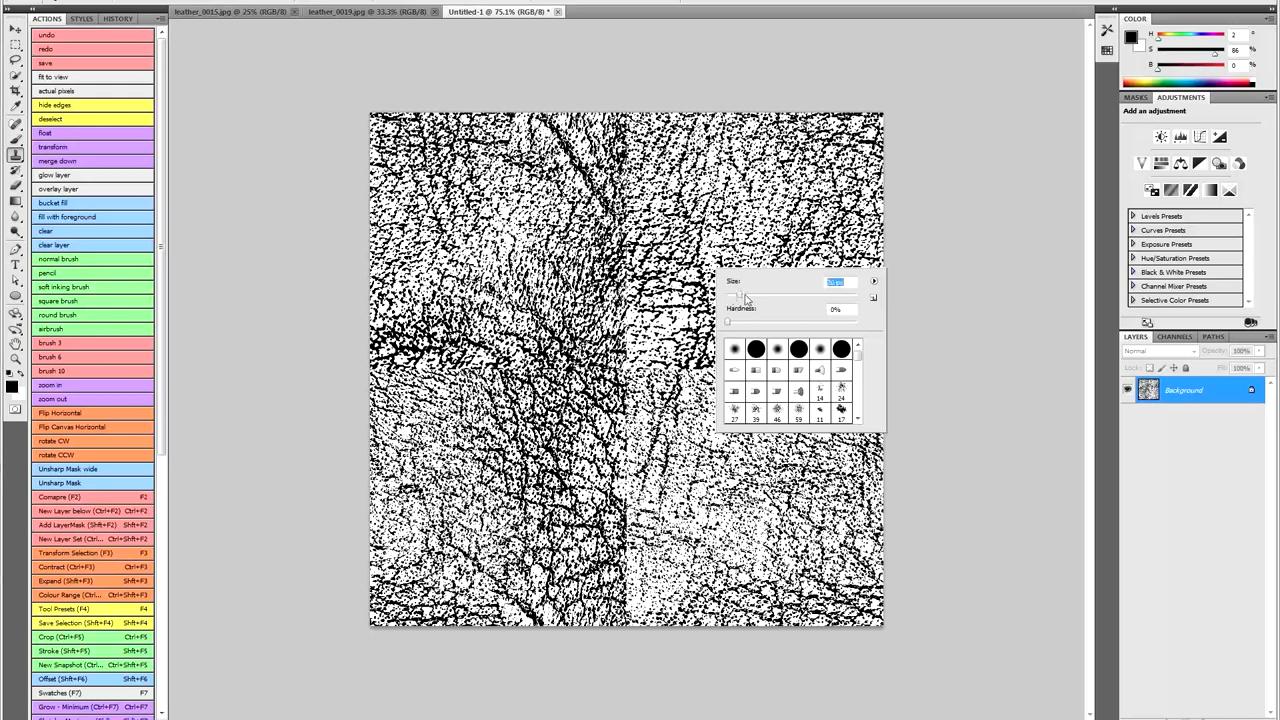 leather_0015.jpg @ 25% (RGB/8)
leather_0019.jpg @ 33.3% (RGB/8)
Untitled-1 @ 75.1% (RGB/8) *
ACTIONS
STYLES
HISTORY
undo
redo
save
fit to view
actual pixels
hide edges
deselect
float
transform
merge down
glow layer
overlay layer
bucket fill
fill with foreground
clear
clear layer
normal brush
pencil
soft inking brush
square brush
round brush
airbrush
brush 3
brush 6
brush 10
zoom in
zoom out
Flip Horizontal
Flip Canvas Horizontal
rotate CW
rotate CCW
Unsharp Mask wide
Unsharp Mask
Comapre (F2) F2
New Layer below (Ctrl+F2) Ctrl+F2
Add LayerMask (Shft+F2) Shft+F2
New Layer Set (Ctrl... Ctrl+Shft+F2
Transform Selection (F3) F3
Contract (Ctrl+F3) Ctrl+F3
Expand (Shft+F3) Shft+F3
Colour Range (Ctrl... Ctrl+Shft+F3
Tool Presets (F4) F4
Save Selection (Shft+F4) Shft+F4
Crop (Ctrl+F5) Ctrl+F5
Stroke (Shft+F5) Shft+F5
New Snapshot (Ctrl... Ctrl+Shft+F5
Offset (Shft+F6) Shft+F6
Swatches (F7) F7
Grow - Minimum (Ctrl+F7) Ctrl+F7
Size:
Hardness: 0%
14 24
27 39 46 59 11 17
COLOR
H 2 °
S 86 %
B 0 %
MASKS
ADJUSTMENTS
Add an adjustment
Levels Presets
Curves Presets
Exposure Presets
Hue/Saturation Presets
Black & White Presets
Channel Mixer Presets
Selective Color Presets
LAYERS
CHANNELS
PATHS
Normal
Opacity: 100%
Lock:
Fill: 100%
Background